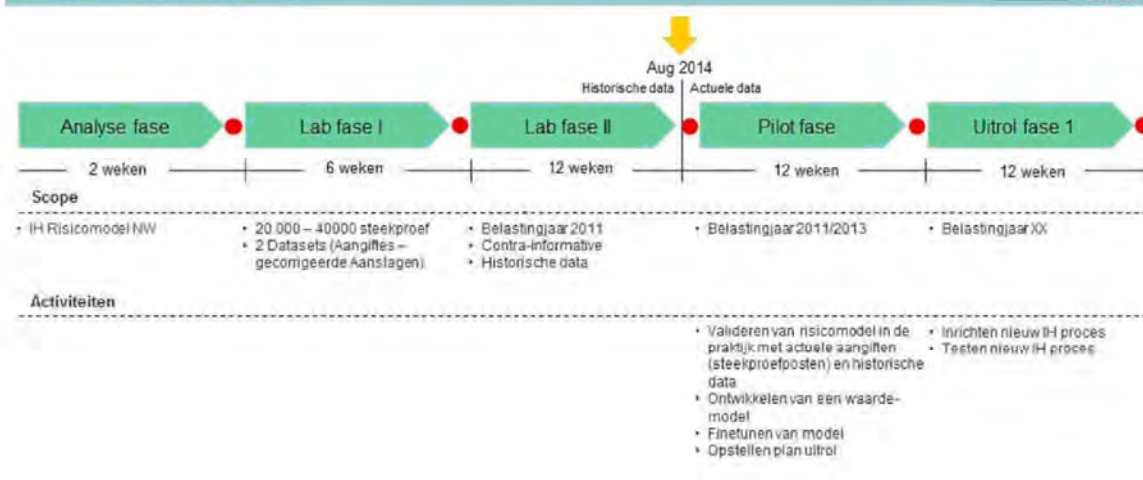 Aug 2014
Historische data
Actuele data
Analyse fase
Lab fase I
Lab fase II
Pilot fase
Uitrol fase 1
2 weken
6 weken
12 weken
12 weken
12 weken
Scope
• IH Risicomodel NW
• 20.000 – 40000 steekproef
• 2 Datasets (Aangiftes –
gecorrigeerde Aanslagen)
• Belastingjaar 2011
• Contra-informative
• Historische data
• Belastingjaar 2011/2013
• Belastingjaar XX
Activiteiten
• Valideren van risicomodel in de
praktijk met actuele aangiften
(steekproefposten) en historische
data
• Ontwikkelen van een waarde-
model
• Finetunen van model
• Opstellen plan uitrol
• Inrichten nieuw IH proces
• Testen nieuw IH proces